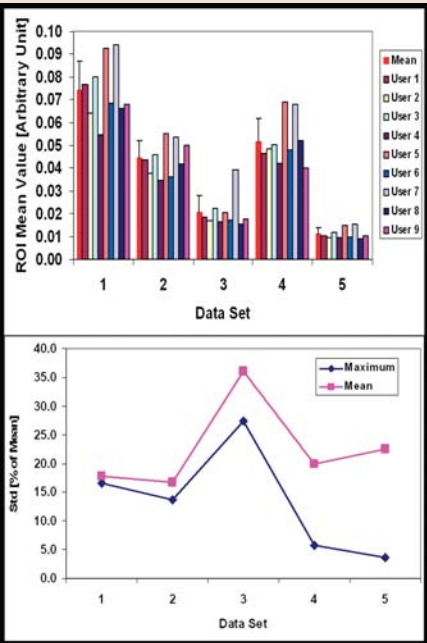 ROI Mean Value [Arbitrary Unit]
0.10
0.09
0.08
0.07
0.06
0.05
0.04
0.03
0.02
0.01
0.00
1 2 3 4 5
Data Set
Mean
User 1
User 2
User 3
User 4
User 5
User 6
User 7
User 8
User 9
Std [% of Mean]
40.0
35.0
30.0
25.0
20.0
15.0
10.0
5.0
0.0
1 2 3 4 5
Data Set
Maximum
Mean